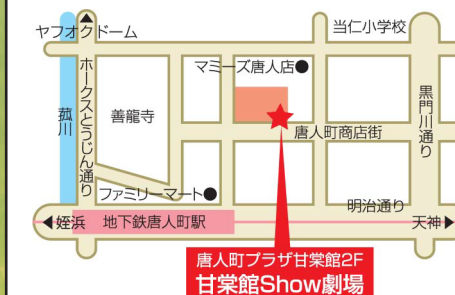 ヤフオクドーム
当仁小学校
マミーズ唐人店
ホークスとうじん通り
菰川
善龍寺
黒門川通り
唐人町商店街
ファミリーマート
明治通り
姪浜
地下鉄唐人町駅
天神
唐人町プラザ甘棠館2F
甘棠館Show劇場